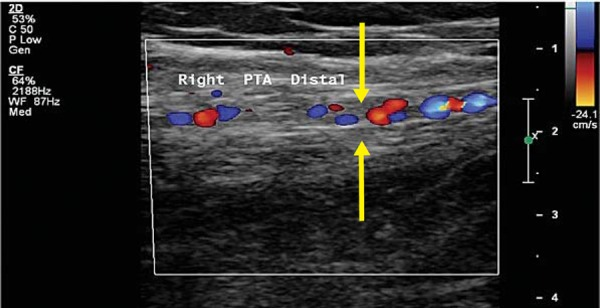 2D
53%
C 50
P Low
Gen
CF
64%
2188Hz
WF 87Hz
Med
Right PTA Distal
-24.1
cm/s
1
x
2
3
4